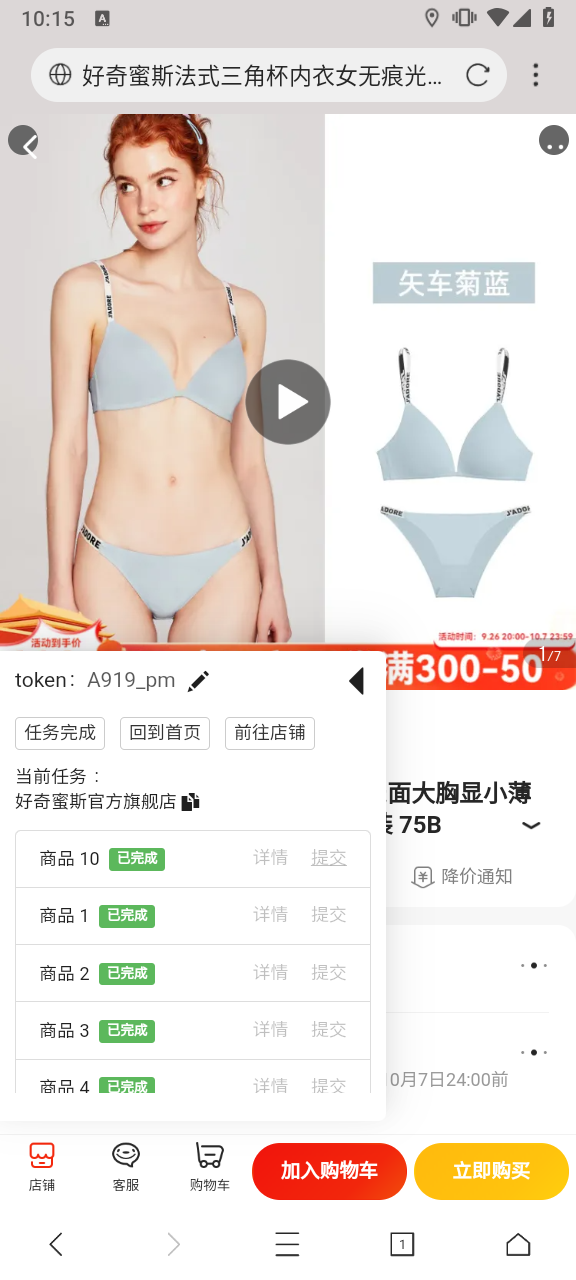 10:15
A
好奇蜜斯法式三角杯内衣女无痕光...
矢车菊蓝
J'ADORE
J'ADORE
活动到手价
活动时间：9.26 20:00-10.7 23:59
满300-50
1/7
token： A919_pm
任务完成 回到首页 前往店铺
当前任务：
好奇蜜斯官方旗舰店
面大胸显小薄
75B
降价通知
商品 10 已完成 详情 提交
商品 1 已完成 详情 提交
商品 2 已完成 详情 提交
商品 3 已完成 详情 提交
商品 4 已完成 详情 提交
10月7日24:00前
店铺 客服 购物车 加入购物车 立即购买
1